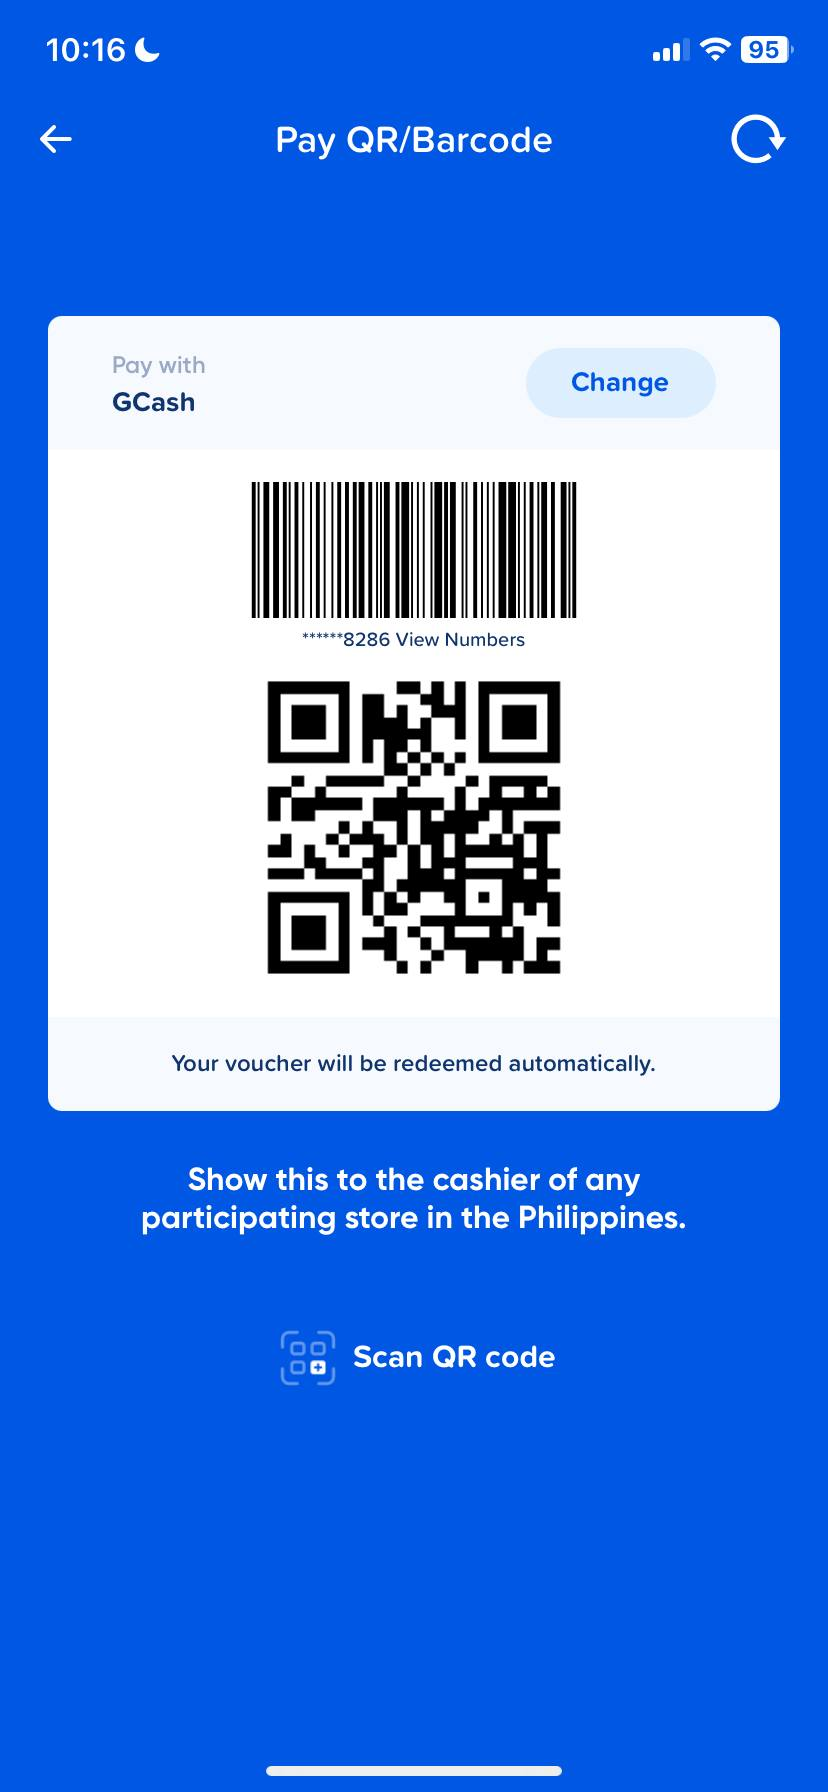 10:16
95
Pay QR/Barcode
Pay with
GCash
Change
******8286 View Numbers
Your voucher will be redeemed automatically.
Show this to the cashier of any
participating store in the Philippines.
Scan QR code